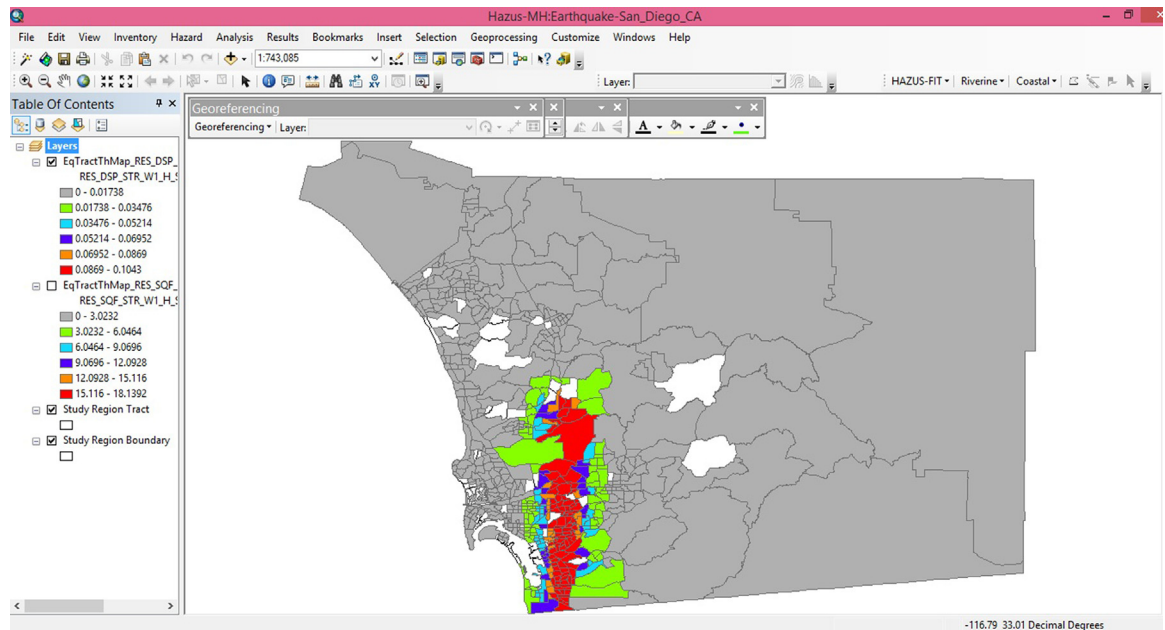 Hazus-MH:Earthquake-San_Diego_CA
File Edit View Inventory Hazard Analysis Results Bookmarks Insert Selection Geoprocessing Customize Windows Help
1:743,085
Layer: HAZUS-FIT Riverine Coastal
Table Of Contents
Georeferencing
Georeferencing Layer: A
Layers
EqTractThMap_RES_DSP_
RES_DSP_STR_W1_H_S
0 - 0.01738
0.01738 - 0.03476
0.03476 - 0.05214
0.05214 - 0.06952
0.06952 - 0.0869
0.0869 - 0.1043
EqTractThMap_RES_SQF_
RES_SQF_STR_W1_H_S
0 - 3.0232
3.0232 - 6.0464
6.0464 - 9.0696
9.0696 - 12.0928
12.0928 - 15.116
15.116 - 18.1392
Study Region Tract
Study Region Boundary
-116.79 33.01 Decimal Degrees